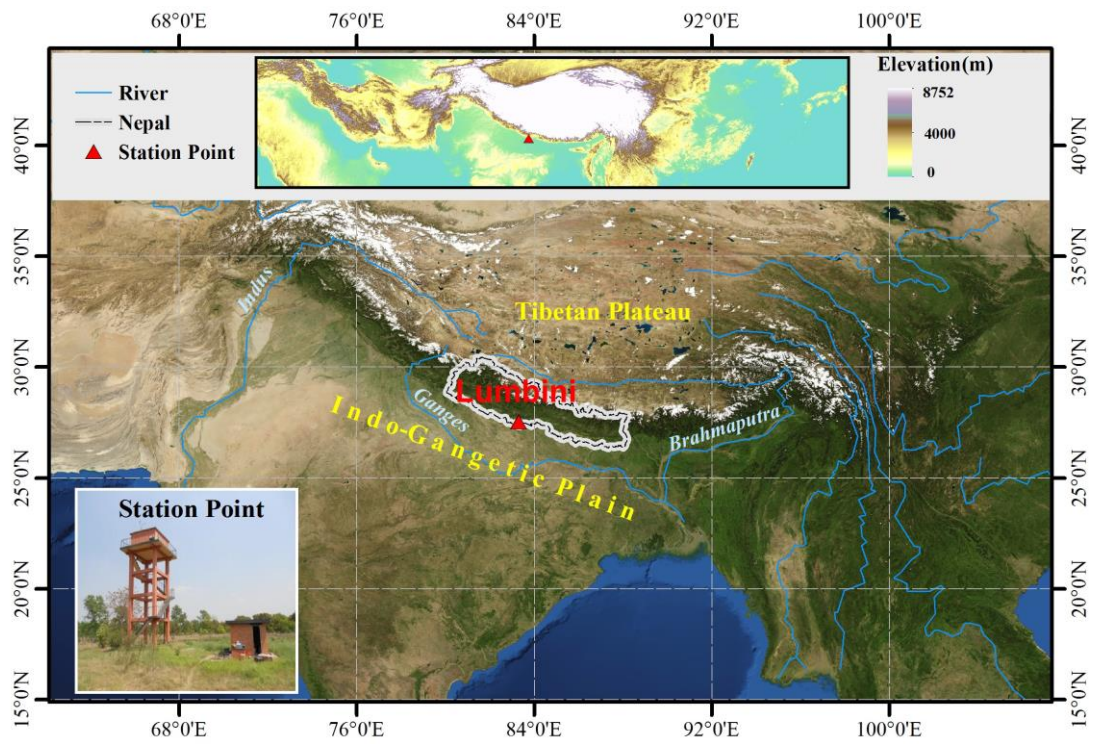 68°0'E 76°0'E 84°0'E 92°0'E 100°0'E
River
Nepal
Station Point
Elevation(m)
8752
4000
0
40°0'N 40°0'N
35°0'N 35°0'N
Indus
Tibetan Plateau
30°0'N 30°0'N
Lumbini
Ganges
Brahmaputra
Indo-Gangetic Plain
25°0'N 25°0'N
Station Point
20°0'N 20°0'N
15°0'N 15°0'N
68°0'E 76°0'E 84°0'E 92°0'E 100°0'E